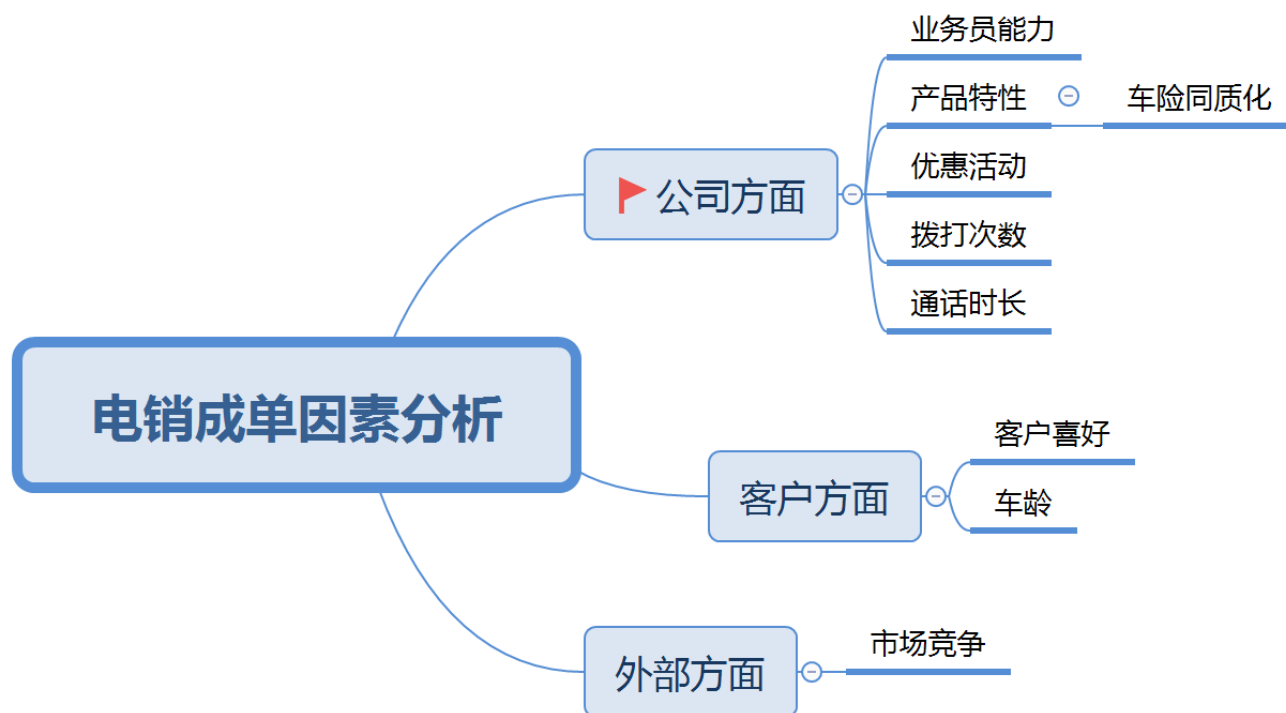 电销成单因素分析
公司方面
业务员能力
产品特性
车险同质化
优惠活动
拨打次数
通话时长
客户方面
客户喜好
车龄
外部方面
市场竞争